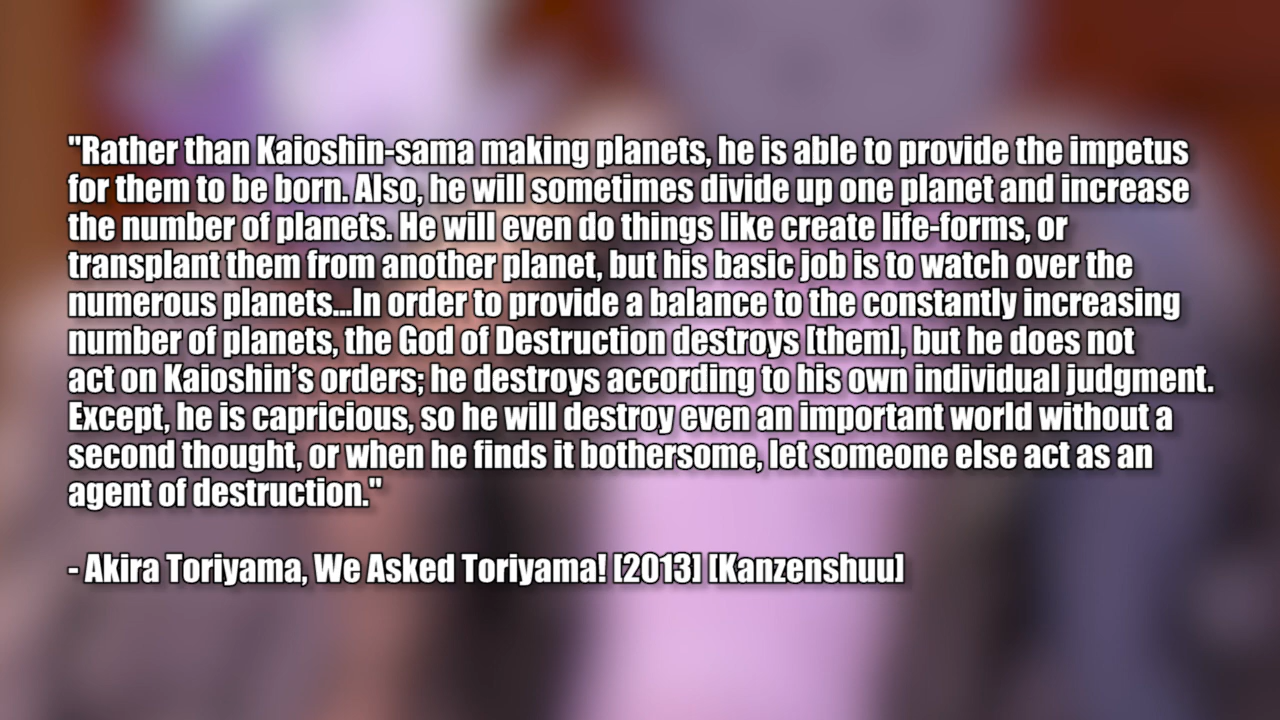 "Rather than Kaioshin-sama making planets, he is able to provide the impetus
for them to be born. Also, he will sometimes divide up one planet and increase
the number of planets. He will even do things like create life-forms, or
transplant them from another planet, but his basic job is to watch over the
numerous planets...In order to provide a balance to the constantly increasing
number of planets, the God of Destruction destroys [them], but he does not
act on Kaioshin’s orders; he destroys according to his own individual judgment.
Except, he is capricious, so he will destroy even an important world without a
second thought, or when he finds it bothersome, let someone else act as an
agent of destruction."
- Akira Toriyama, We Asked Toriyama! [2013] [Kanzenshuu]